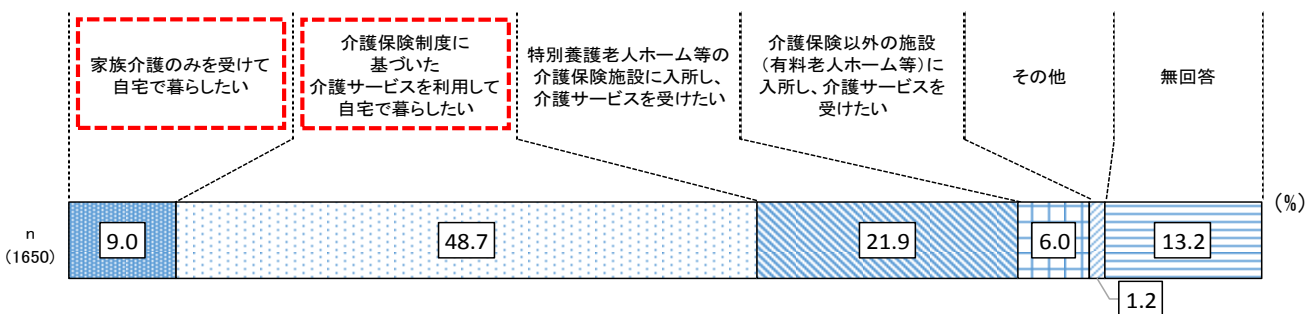 家族介護のみを受けて
自宅で暮らしたい
介護保険制度に
基づいた
介護サービスを利用して
自宅で暮らしたい
特別養護老人ホーム等の
介護保険施設に入所し、
介護サービスを受けたい
介護保険以外の施設
(有料老人ホーム等)に
入所し、介護サービスを
受けたい
その他
無回答
(%)
n
(1650)
9.0
48.7
21.9
6.0
1.2
13.2